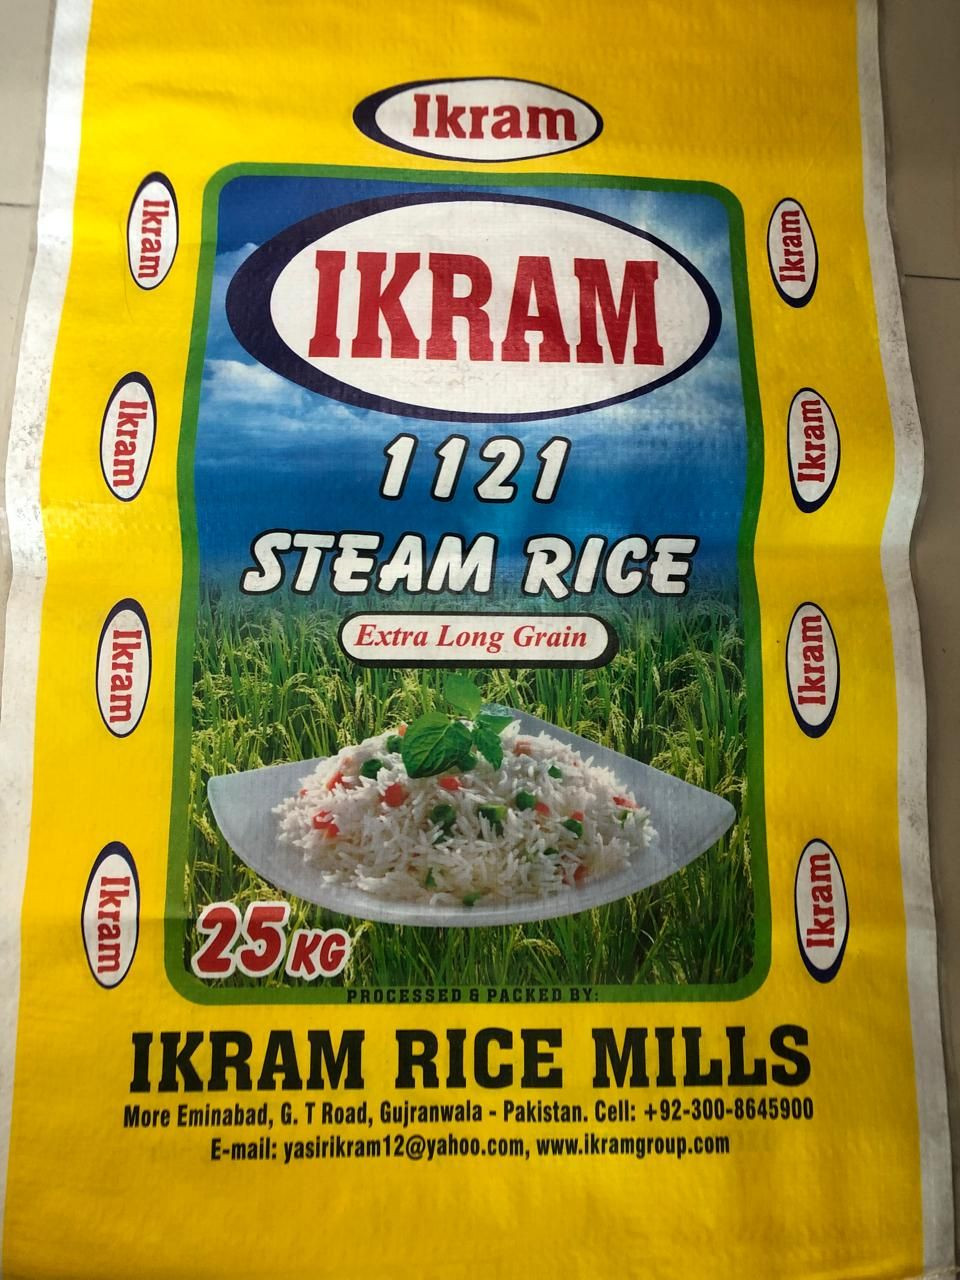 Ikram
IKRAM
Ikram
Ikram
Ikram
Ikram
Ikram
Ikram
Ikram
Ikram
1121
STEAM RICE
Extra Long Grain
25 KG
PROCESSED & PACKED BY:
IKRAM RICE MILLS
More Eminabad, G. T Road, Gujranwala - Pakistan. Cell: +92-300-8645900
E-mail: yasirikram12@yahoo.com, www.ikramgroup.com